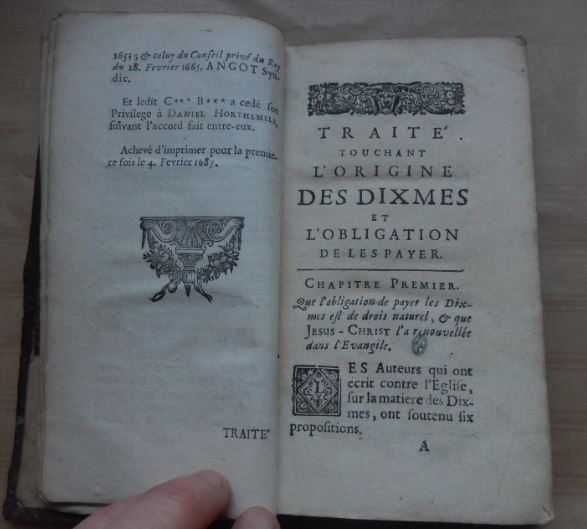 1653; & celuy du Conseil privé du Roy
du 28. Fevrier 1665. ANGOT Syn-
dic.
Et ledit C*** B*** a cedé son
Privilege à DANIEL HORTHEMELS,
suivant l'accord fait entre-eux.
Achevé d'imprimer pour la premie-
re fois le 4. Fevrier 1687.
TRAITE'
TRAITE'
TOUCHANT
L'ORIGINE
DES DIXMES
ET
L'OBLIGATION
DE LES PAYER.
CHAPITRE PREMIER.
Que l'obligation de payer les Dix-
mes est de droit naturel, & que
JESUS-CHRIST l'a renouvellée
dans l'Evangile.
LES Auteurs qui ont
écrit contre l'Eglise,
sur la matiere des Dix-
mes, ont soutenu six
propositions.
A